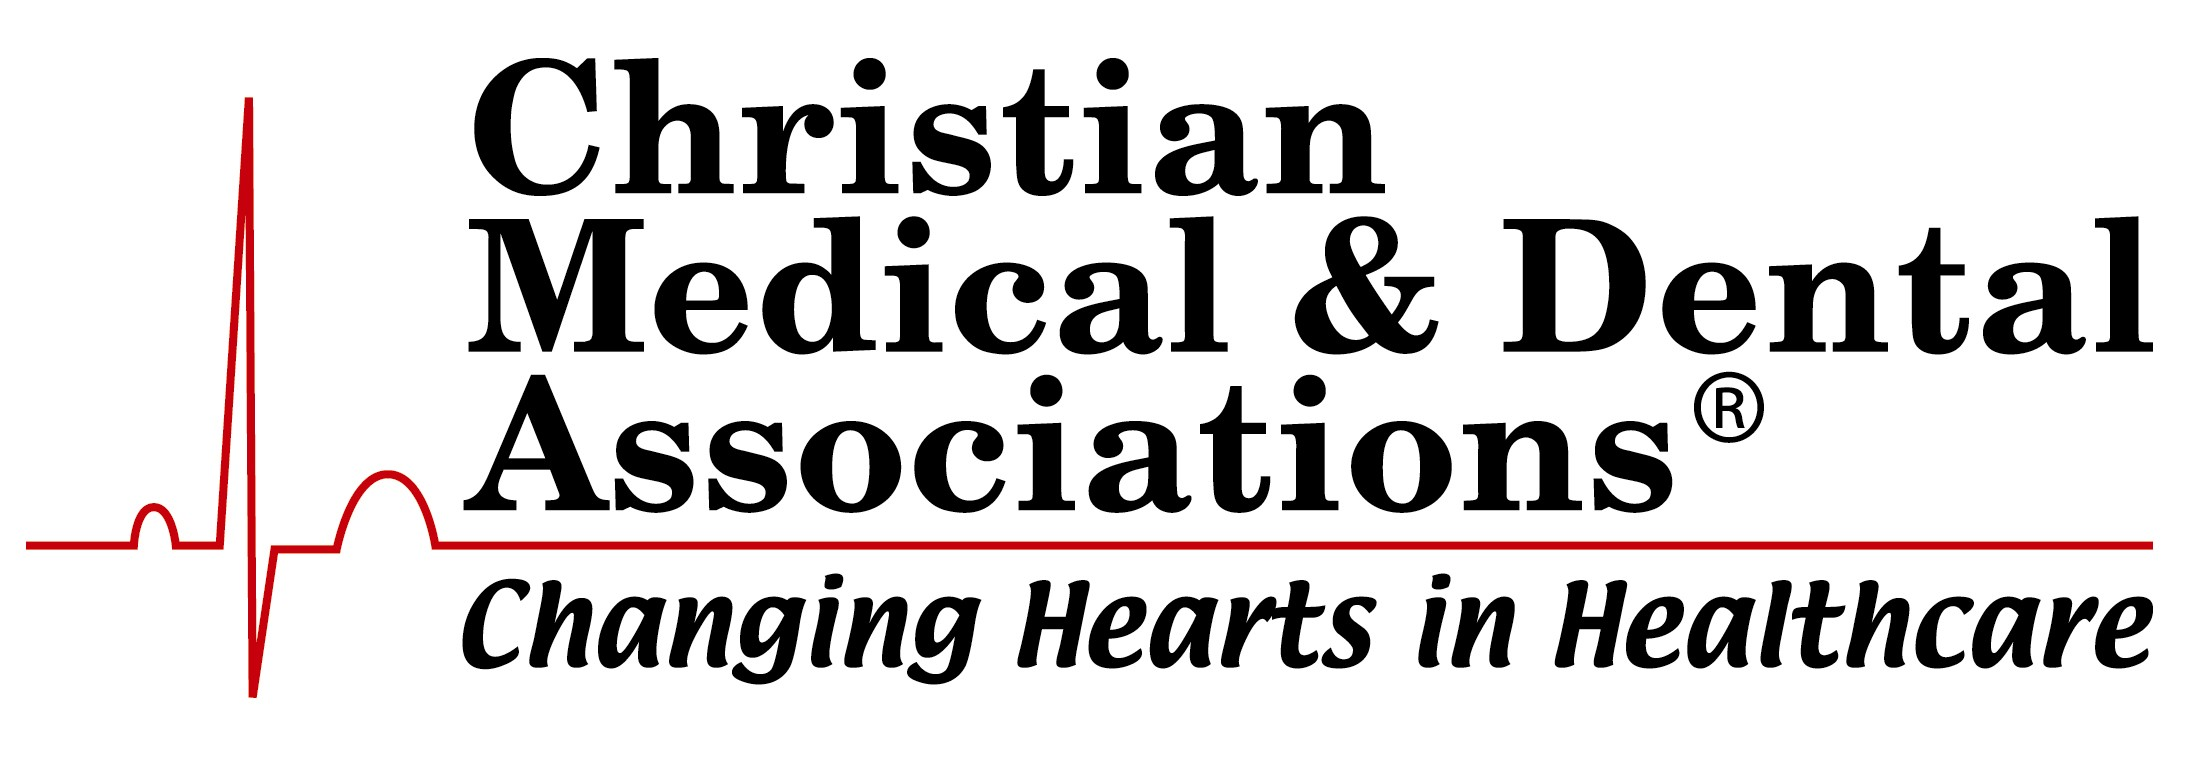 Christian
Medical & Dental
Associations®
Changing Hearts in Healthcare